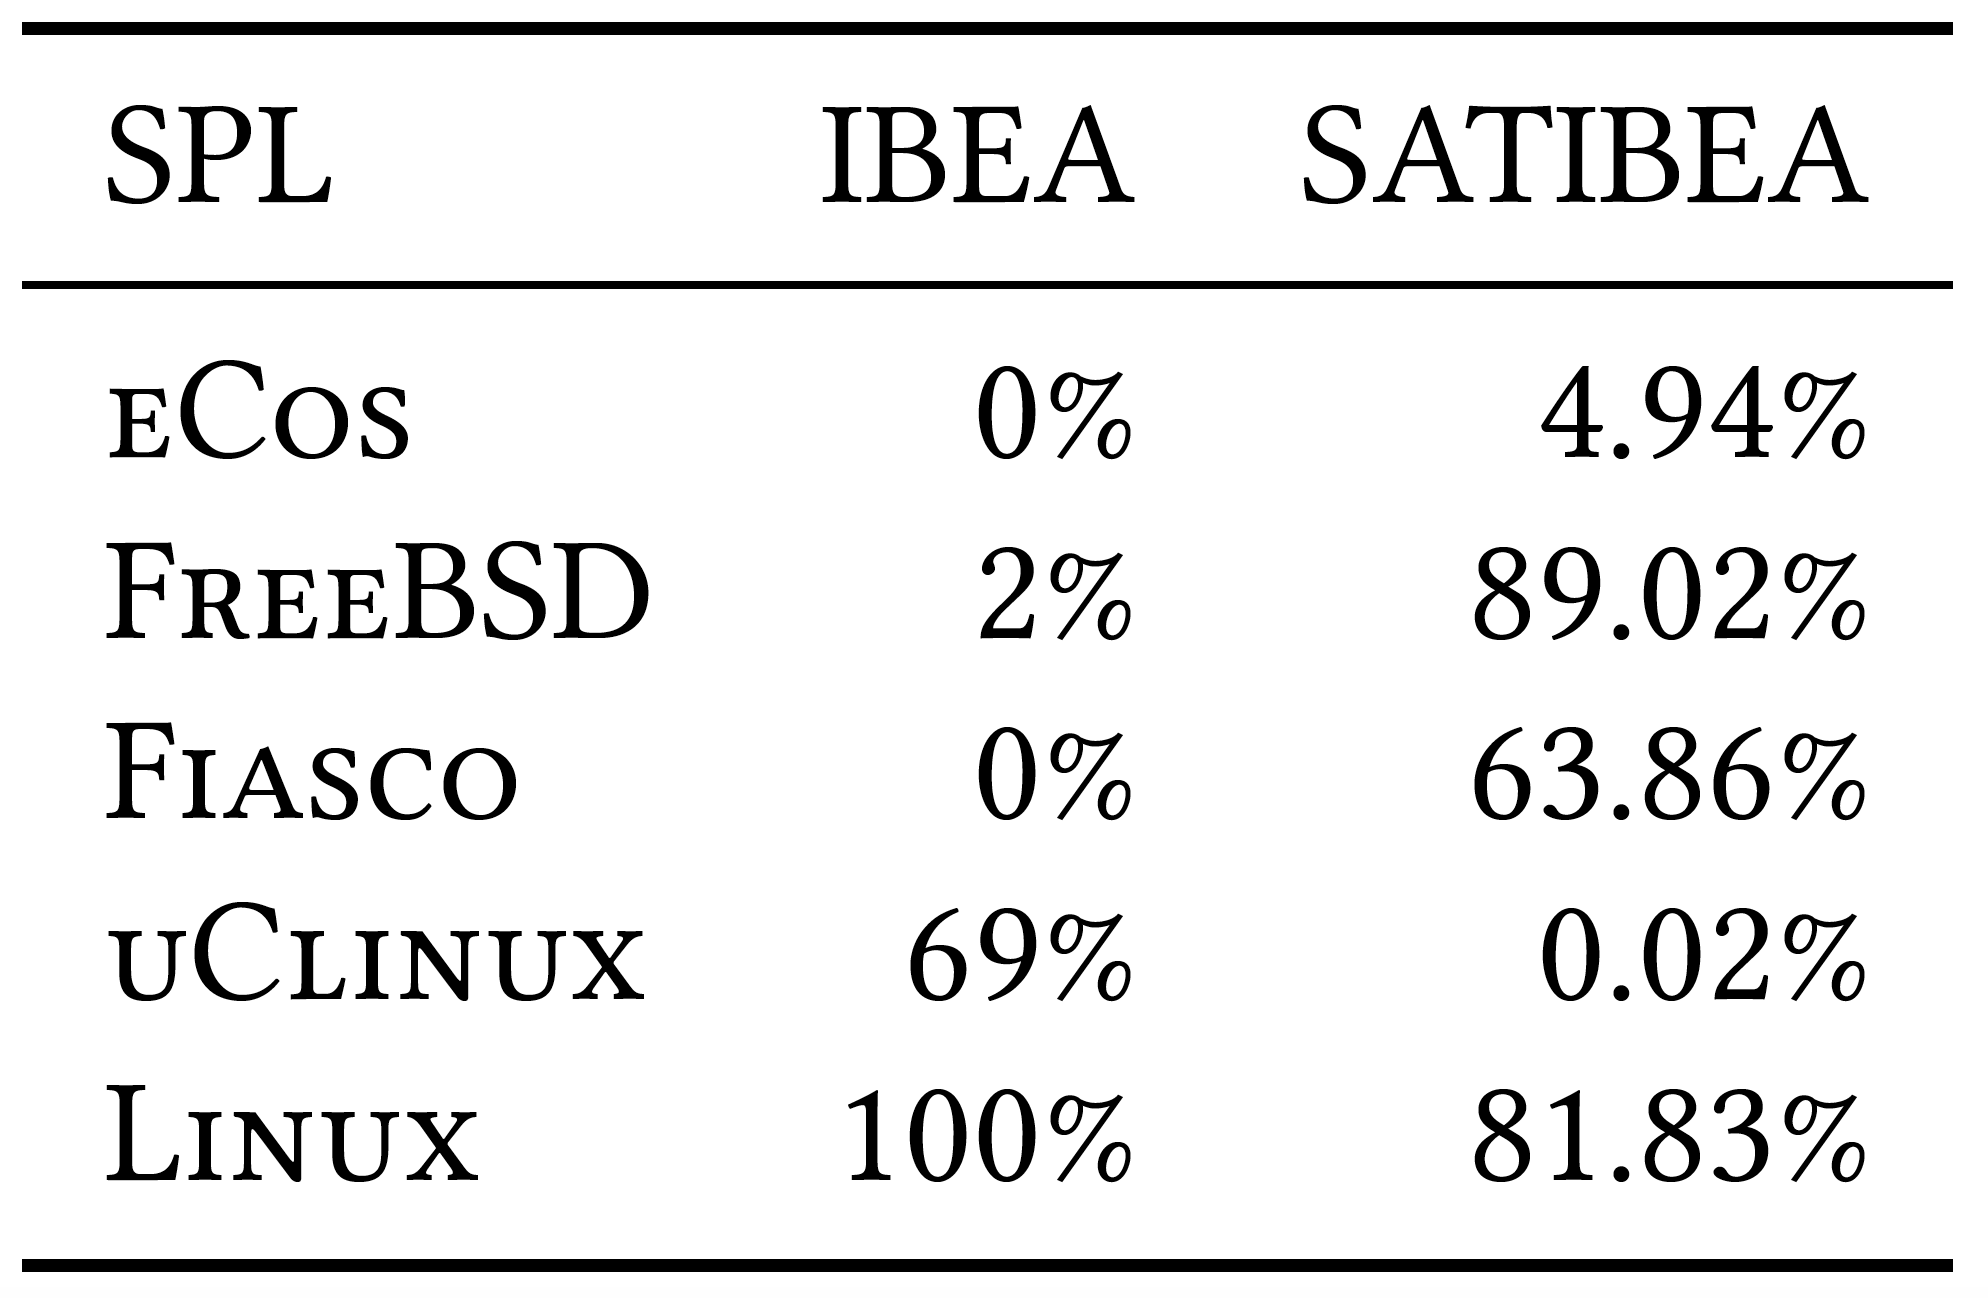 SPL IBEA SATIBEA
eCos 0% 4.94%
FreeBSD 2% 89.02%
Fiasco 0% 63.86%
uClinux 69% 0.02%
Linux 100% 81.83%